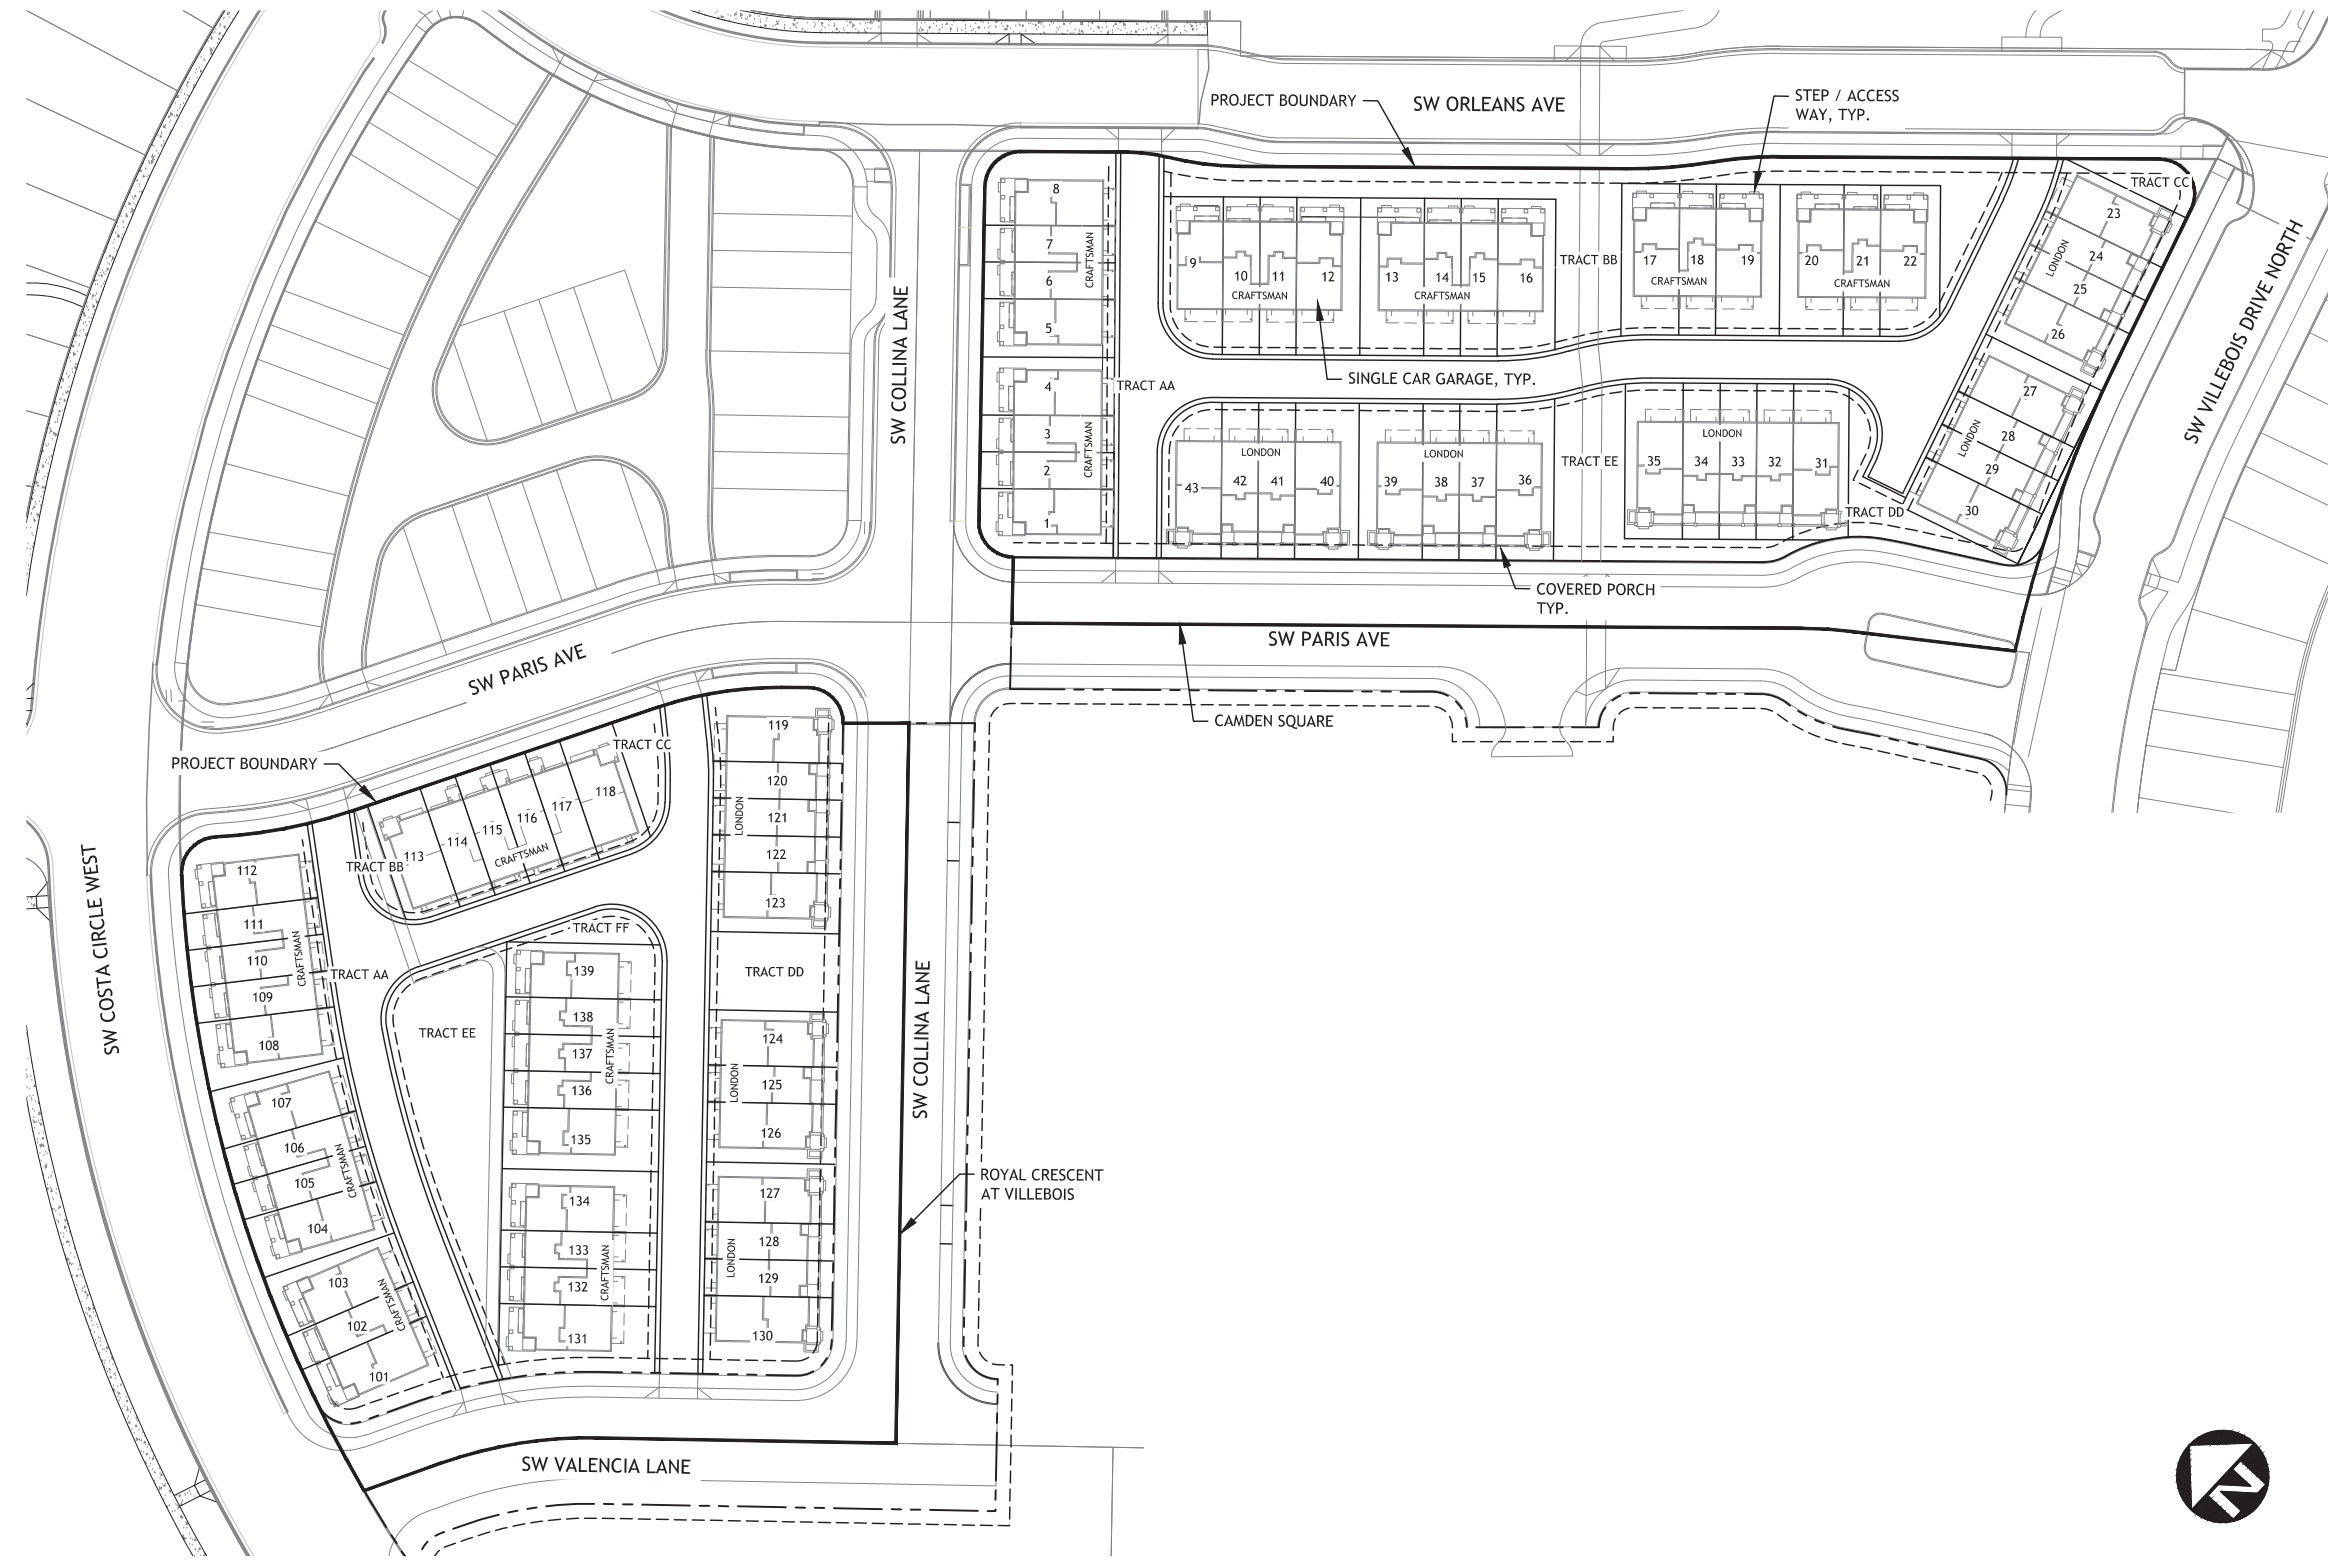 PROJECT BOUNDARY
SW ORLEANS AVE
STEP / ACCESS
WAY, TYP.
TRACT CC
SW COLLINA LANE
8
7
6
5
CRAFTSMAN
4
3
2
1
CRAFTSMAN
TRACT AA
9
10
11
12
CRAFTSMAN
13
14
15
16
CRAFTSMAN
TRACT BB
17
18
19
CRAFTSMAN
20
21
22
CRAFTSMAN
23
24
25
26
LONDON
27
28
29
30
LONDON
SW VILLEBOIS DRIVE NORTH
SINGLE CAR GARAGE, TYP.
LONDON
43
42
41
40
LONDON
39
38
37
36
TRACT EE
LONDON
35
34
33
32
31
TRACT DD
COVERED PORCH
TYP.
SW PARIS AVE
CAMDEN SQUARE
SW PARIS AVE
PROJECT BOUNDARY
TRACT CC
113
114
115
116
117
118
CRAFTSMAN
TRACT BB
119
120
121
122
123
LONDON
SW COSTA CIRCLE WEST
112
111
110
109
108
CRAFTSMAN
TRACT AA
TRACT FF
TRACT DD
TRACT EE
139
138
137
136
135
CRAFTSMAN
124
125
126
LONDON
SW COLLINA LANE
107
106
105
104
CRAFTSMAN
134
133
132
131
CRAFTSMAN
127
128
129
130
LONDON
ROYAL CRESCENT
AT VILLEBOIS
103
102
101
CRAFTSMAN
SW VALENCIA LANE
N